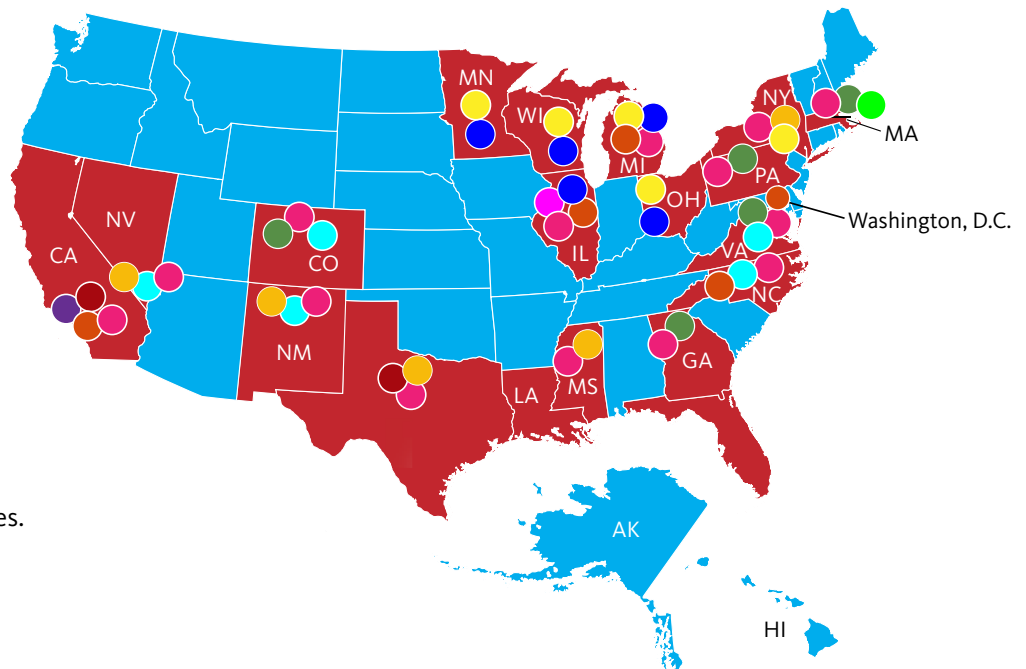 MN
WI
NY
MA
MI
PA
OH
Washington, D.C.
NV
CA
CO
IL
VA
NC
NM
GA
MS
LA
es.
AK
HI